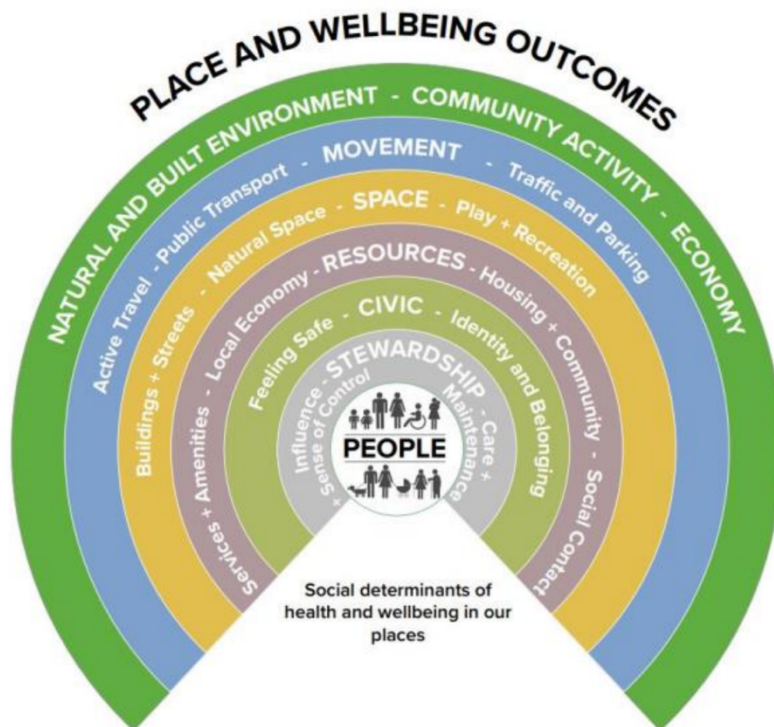 PLACE AND WELLBEING OUTCOMES
NATURAL AND BUILT ENVIRONMENT - COMMUNITY ACTIVITY - ECONOMY
Active Travel - Public Transport - MOVEMENT - Traffic and Parking
Buildings + Streets - Natural Space - SPACE - Play + Recreation
Services + Amenities - Local Economy - RESOURCES - Housing + Community - Social Contact
Feeling Safe - CIVIC - Identity and Belonging
Influence + Sense of Control - STEWARDSHIP - Care + Maintenance
PEOPLE
Social determinants of
health and wellbeing in our
places